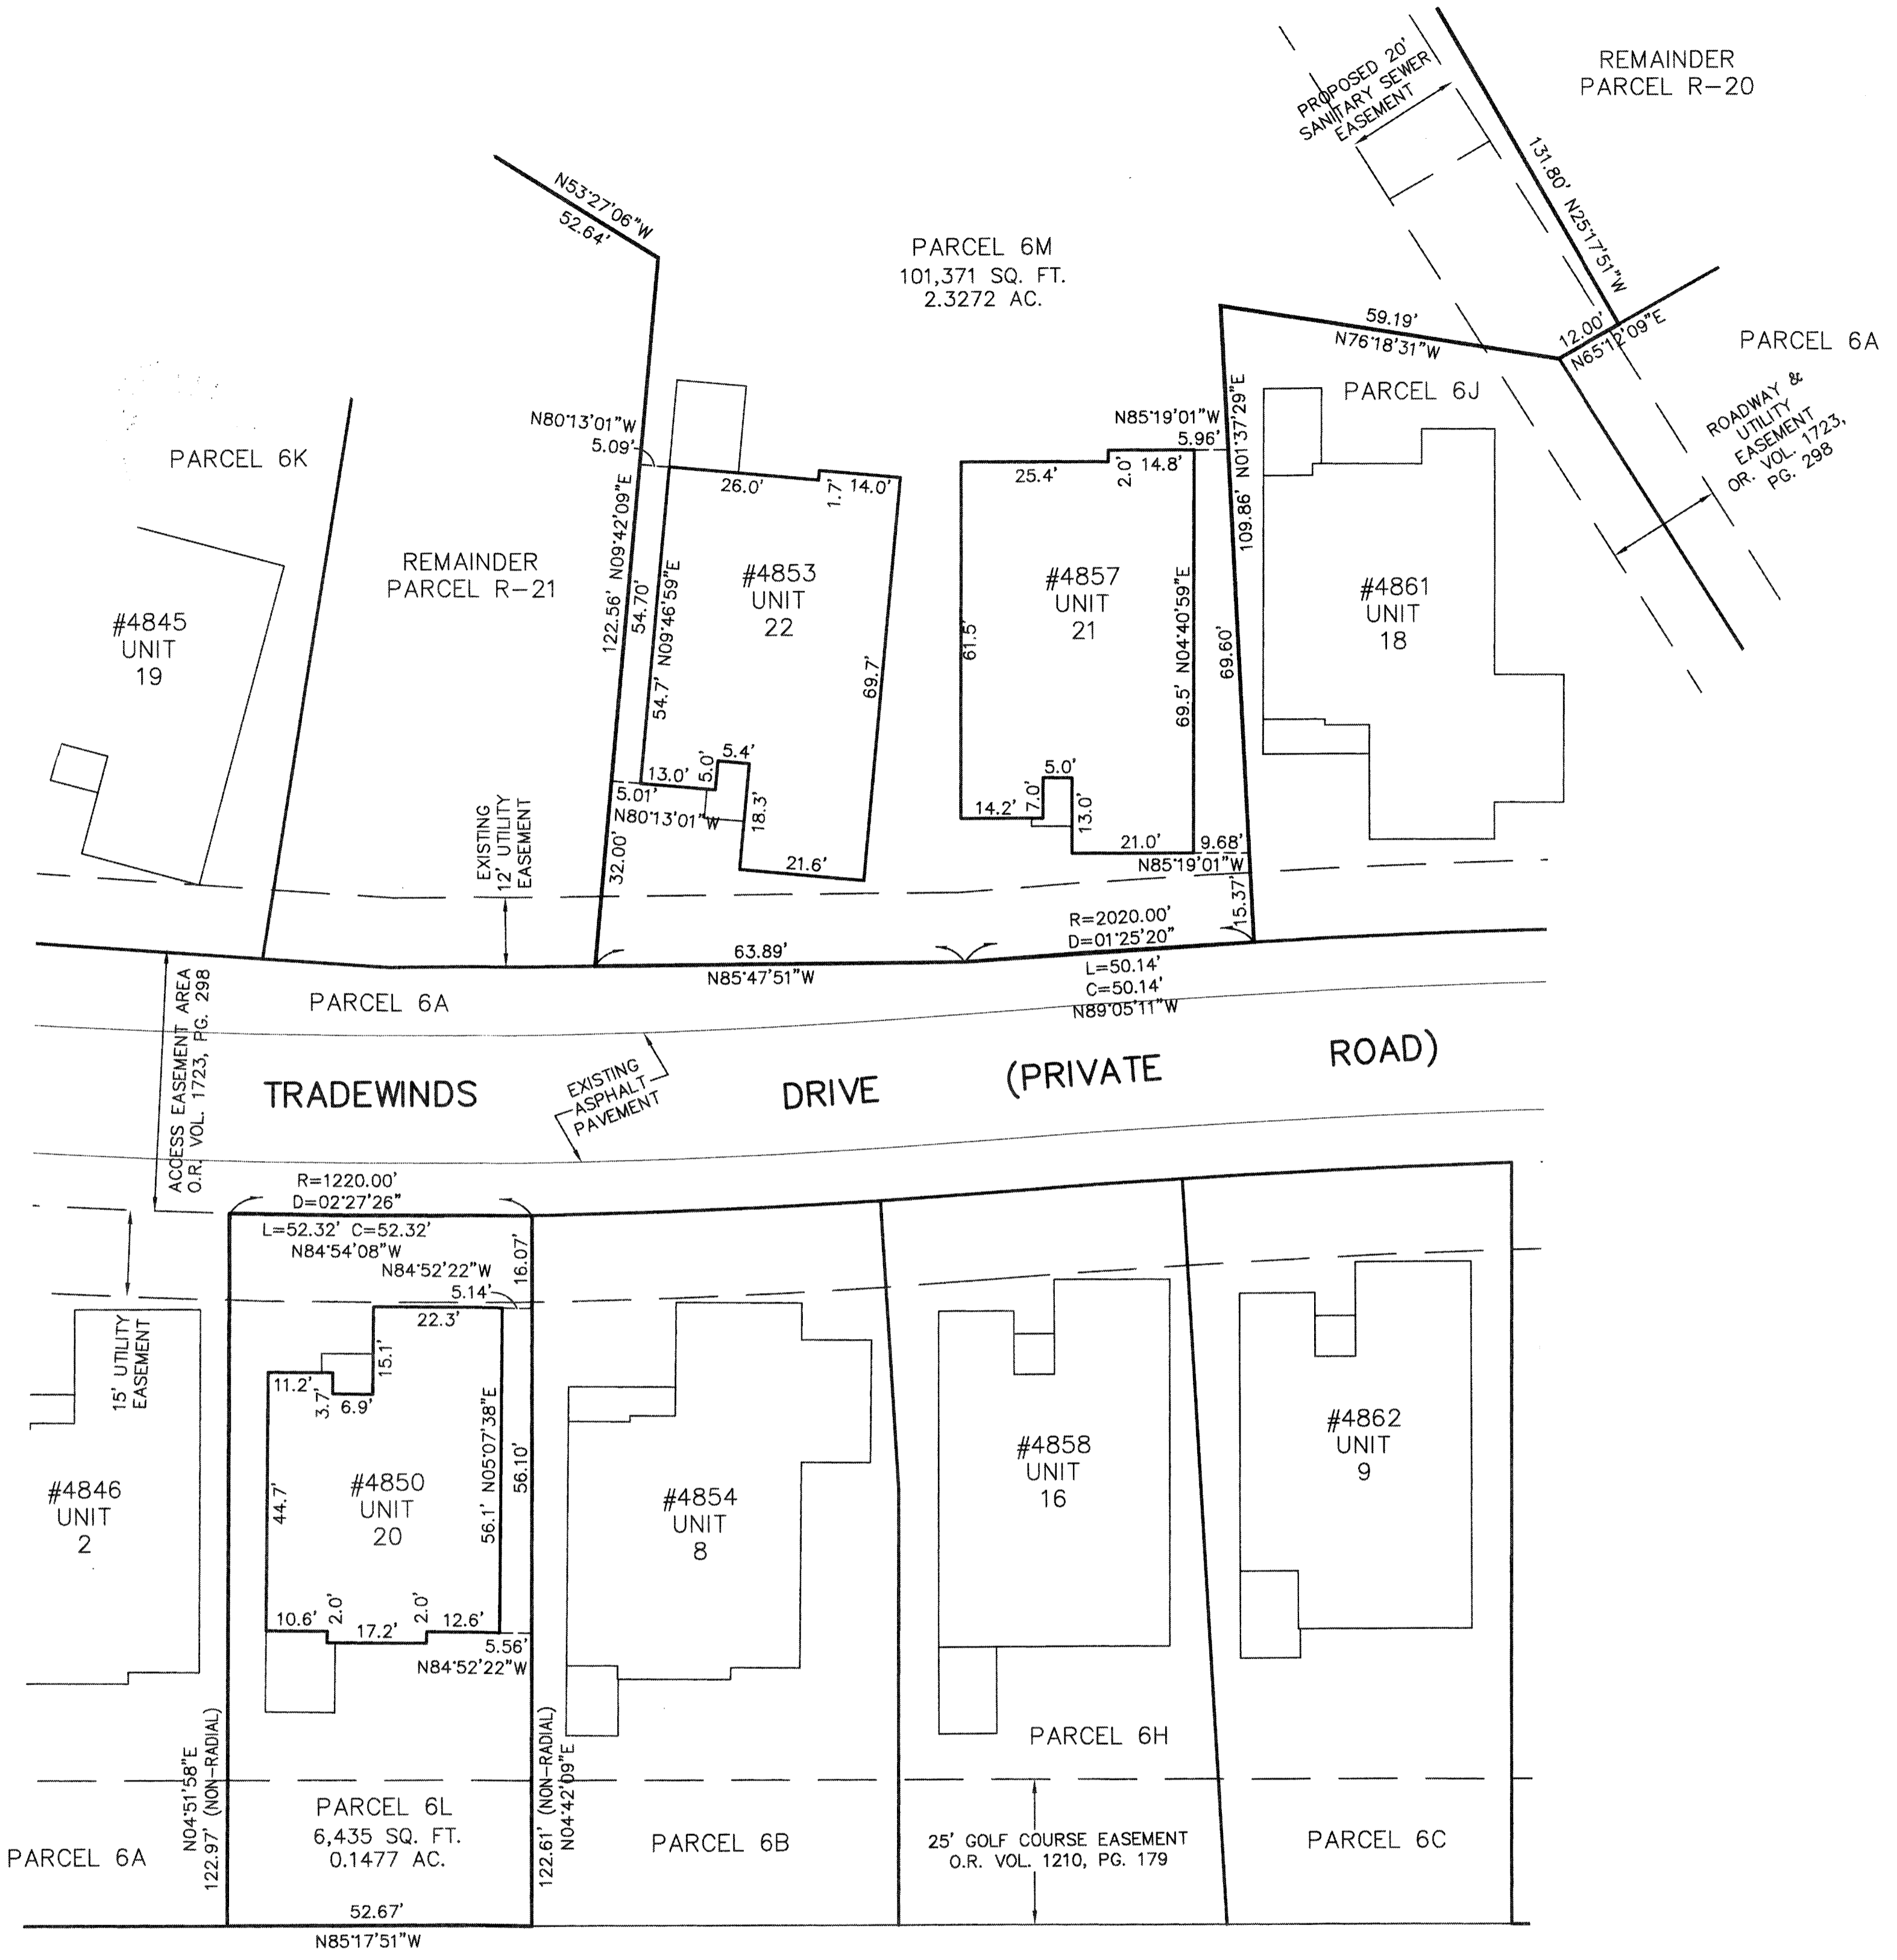 PROPOSED 20'
SANITARY SEWER
EASEMENT
REMAINDER
PARCEL R-20
131.80' N25°17'51"W
N53°27'06"W
52.64'
PARCEL 6M
101,371 SQ. FT.
2.3272 AC.
59.19'
N76°18'31"W
12.00'
N65°12'09"E
PARCEL 6A
ROADWAY &
UTILITY
EASEMENT
OR. VOL. 1723,
PG. 298
PARCEL 6J
PARCEL 6K
REMAINDER
PARCEL R-21
N80°13'01"W
5.09'
122.56' N09°42'09"E
54.70'
54.7' N09°46'59"E
26.0'
1.7'
14.0'
#4853
UNIT
22
69.7'
13.0'
5.0'
5.4'
18.3'
21.6'
5.01'
N80°13'01"W
32.00'
N85°19'01"W
5.96'
25.4'
2.0'
14.8'
#4857
UNIT
21
61.5'
69.5' N04°40'59"E
69.60'
109.86' N01°37'29"E
14.2'
7.0'
5.0'
13.0'
21.0'
9.68'
N85°19'01"W
15.37'
#4861
UNIT
18
#4845
UNIT
19
EXISTING
12' UTILITY
EASEMENT
63.89'
N85°47'51"W
R=2020.00'
D=01°25'20"
L=50.14'
C=50.14'
N89°05'11"W
PARCEL 6A
ACCESS EASEMENT AREA
O.R. VOL. 1723, PG. 298
TRADEWINDS DRIVE (PRIVATE ROAD)
EXISTING
ASPHALT
PAVEMENT
R=1220.00'
D=02°27'26"
L=52.32' C=52.32'
N84°54'08"W
N84°52'22"W
5.14'
16.07'
22.3'
15.1'
11.2'
3.7'
6.9'
15' UTILITY
EASEMENT
44.7'
#4850
UNIT
20
56.1' N05°07'38"E
56.10'
10.6'
2.0'
17.2'
2.0'
12.6'
5.56'
N84°52'22"W
#4846
UNIT
2
#4854
UNIT
8
#4858
UNIT
16
#4862
UNIT
9
N04°51'58"E
122.97' (NON-RADIAL)
122.61' (NON-RADIAL)
N04°42'09"E
PARCEL 6H
PARCEL 6A
PARCEL 6L
6,435 SQ. FT.
0.1477 AC.
PARCEL 6B
25' GOLF COURSE EASEMENT
O.R. VOL. 1210, PG. 179
PARCEL 6C
52.67'
N85°17'51"W